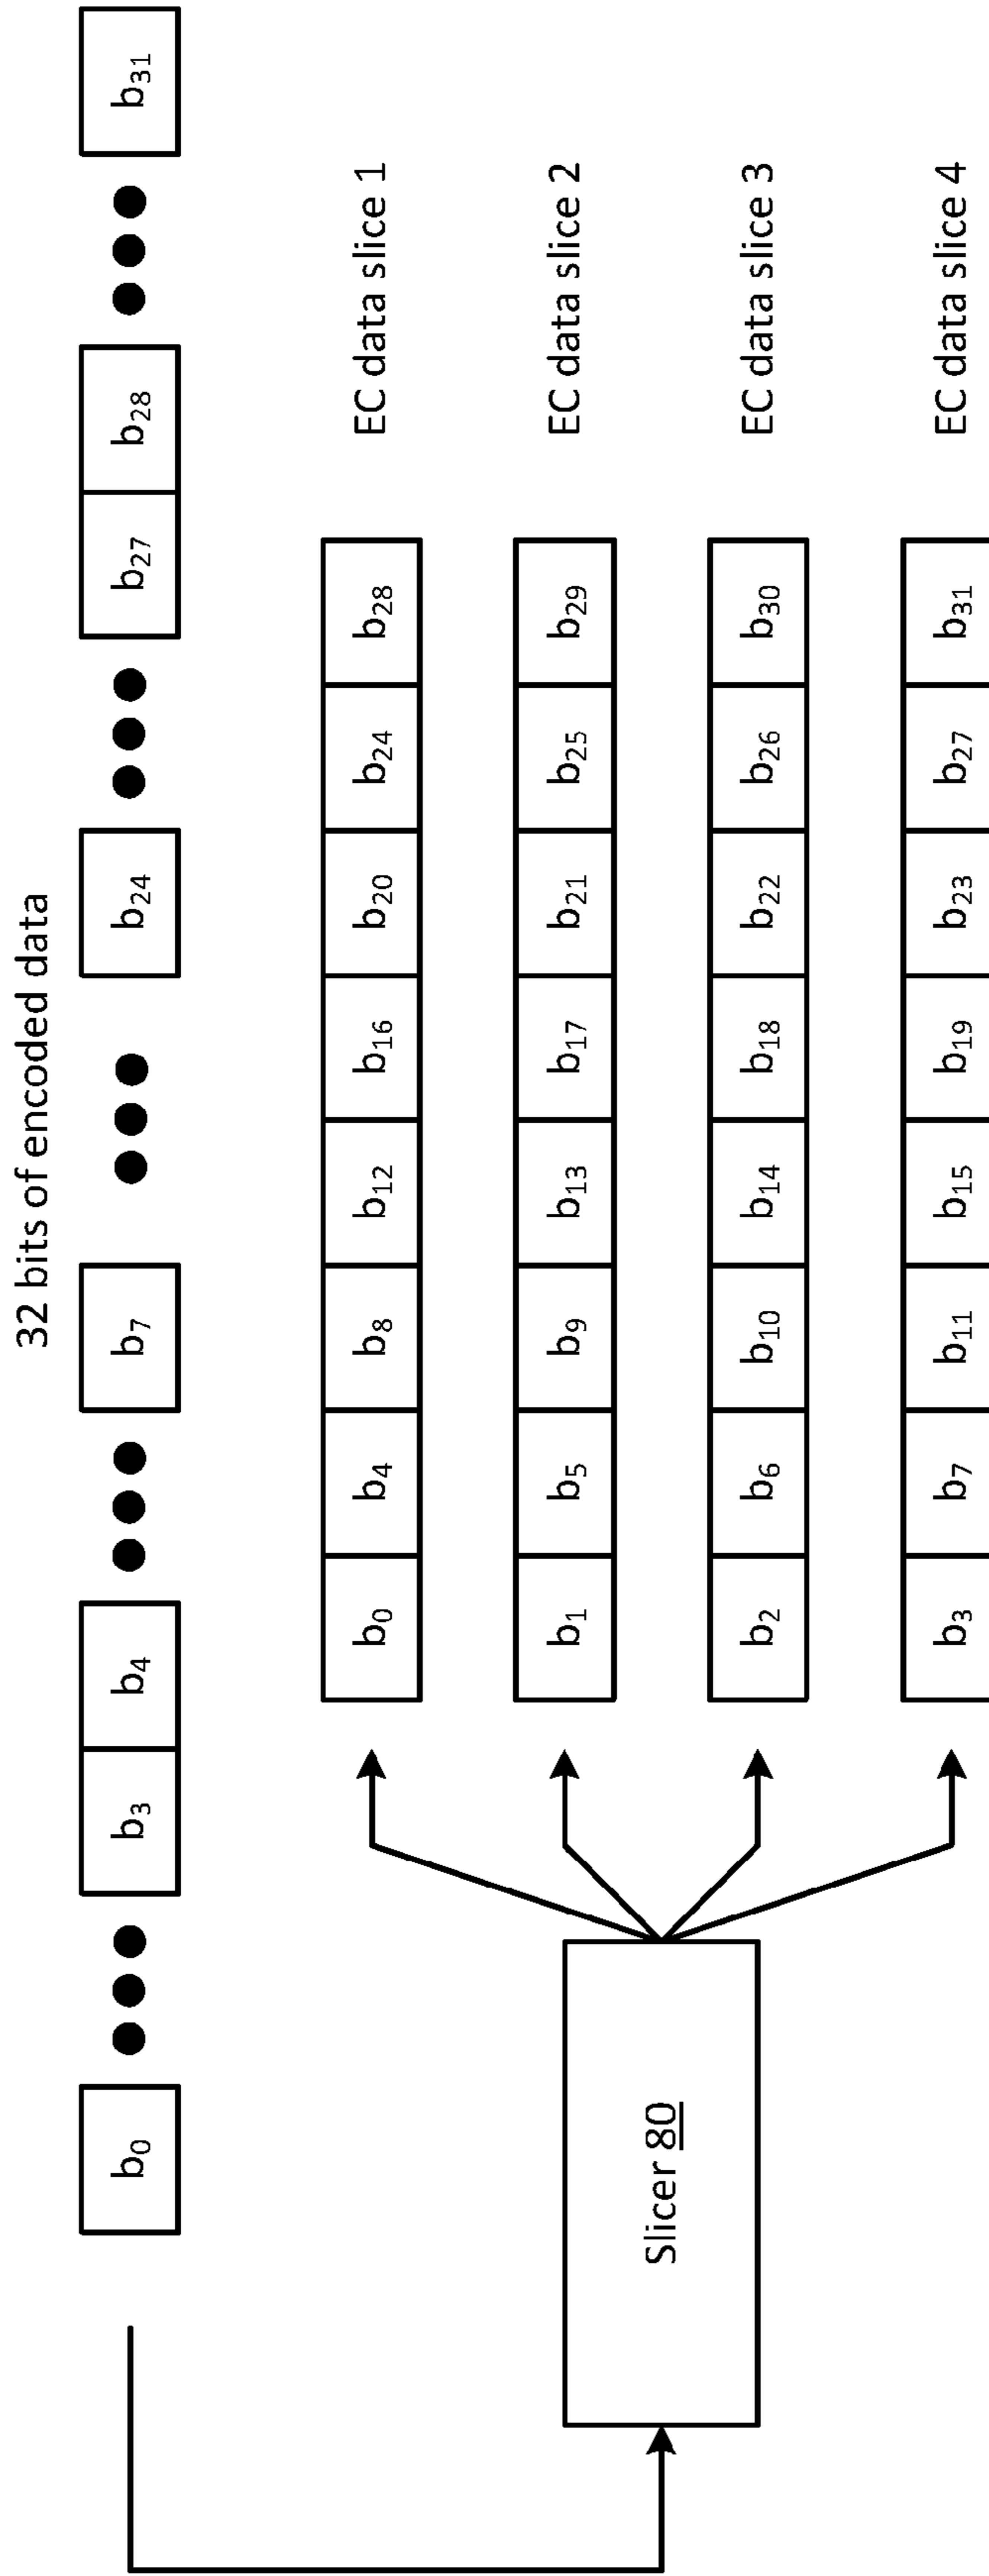 32 bits of encoded data
b0 b3 b4 b7 b24 b27 b28 b31
b0 b4 b8 b12 b16 b20 b24 b28 EC data slice 1
b1 b5 b9 b13 b17 b21 b25 b29 EC data slice 2
Slicer 80
b2 b6 b10 b14 b18 b22 b26 b30 EC data slice 3
b3 b7 b11 b15 b19 b23 b27 b31 EC data slice 4